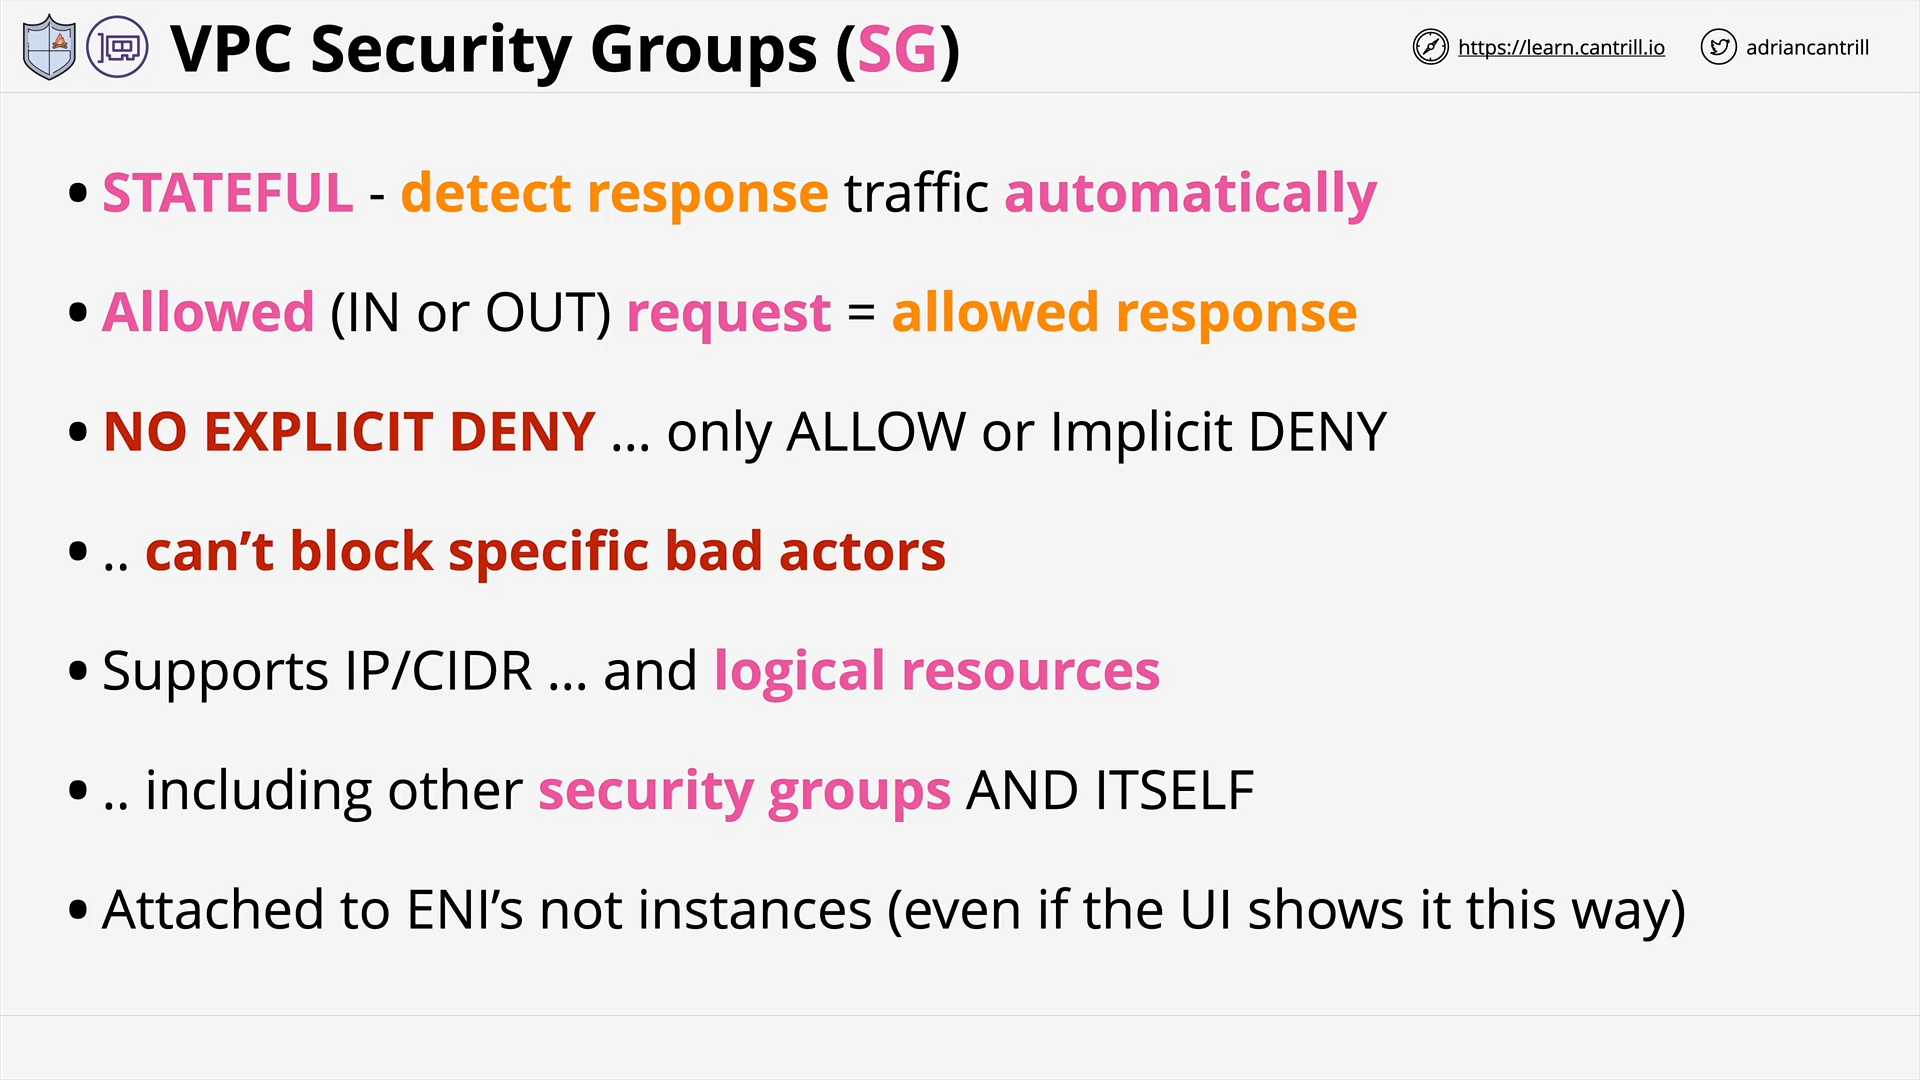 VPC Security Groups (SG)
https://learn.cantrill.io
adriancantrill
• STATEFUL - detect response traffic automatically
• Allowed (IN or OUT) request = allowed response
• NO EXPLICIT DENY ... only ALLOW or Implicit DENY
• .. can’t block specific bad actors
• Supports IP/CIDR ... and logical resources
• .. including other security groups AND ITSELF
• Attached to ENI’s not instances (even if the UI shows it this way)